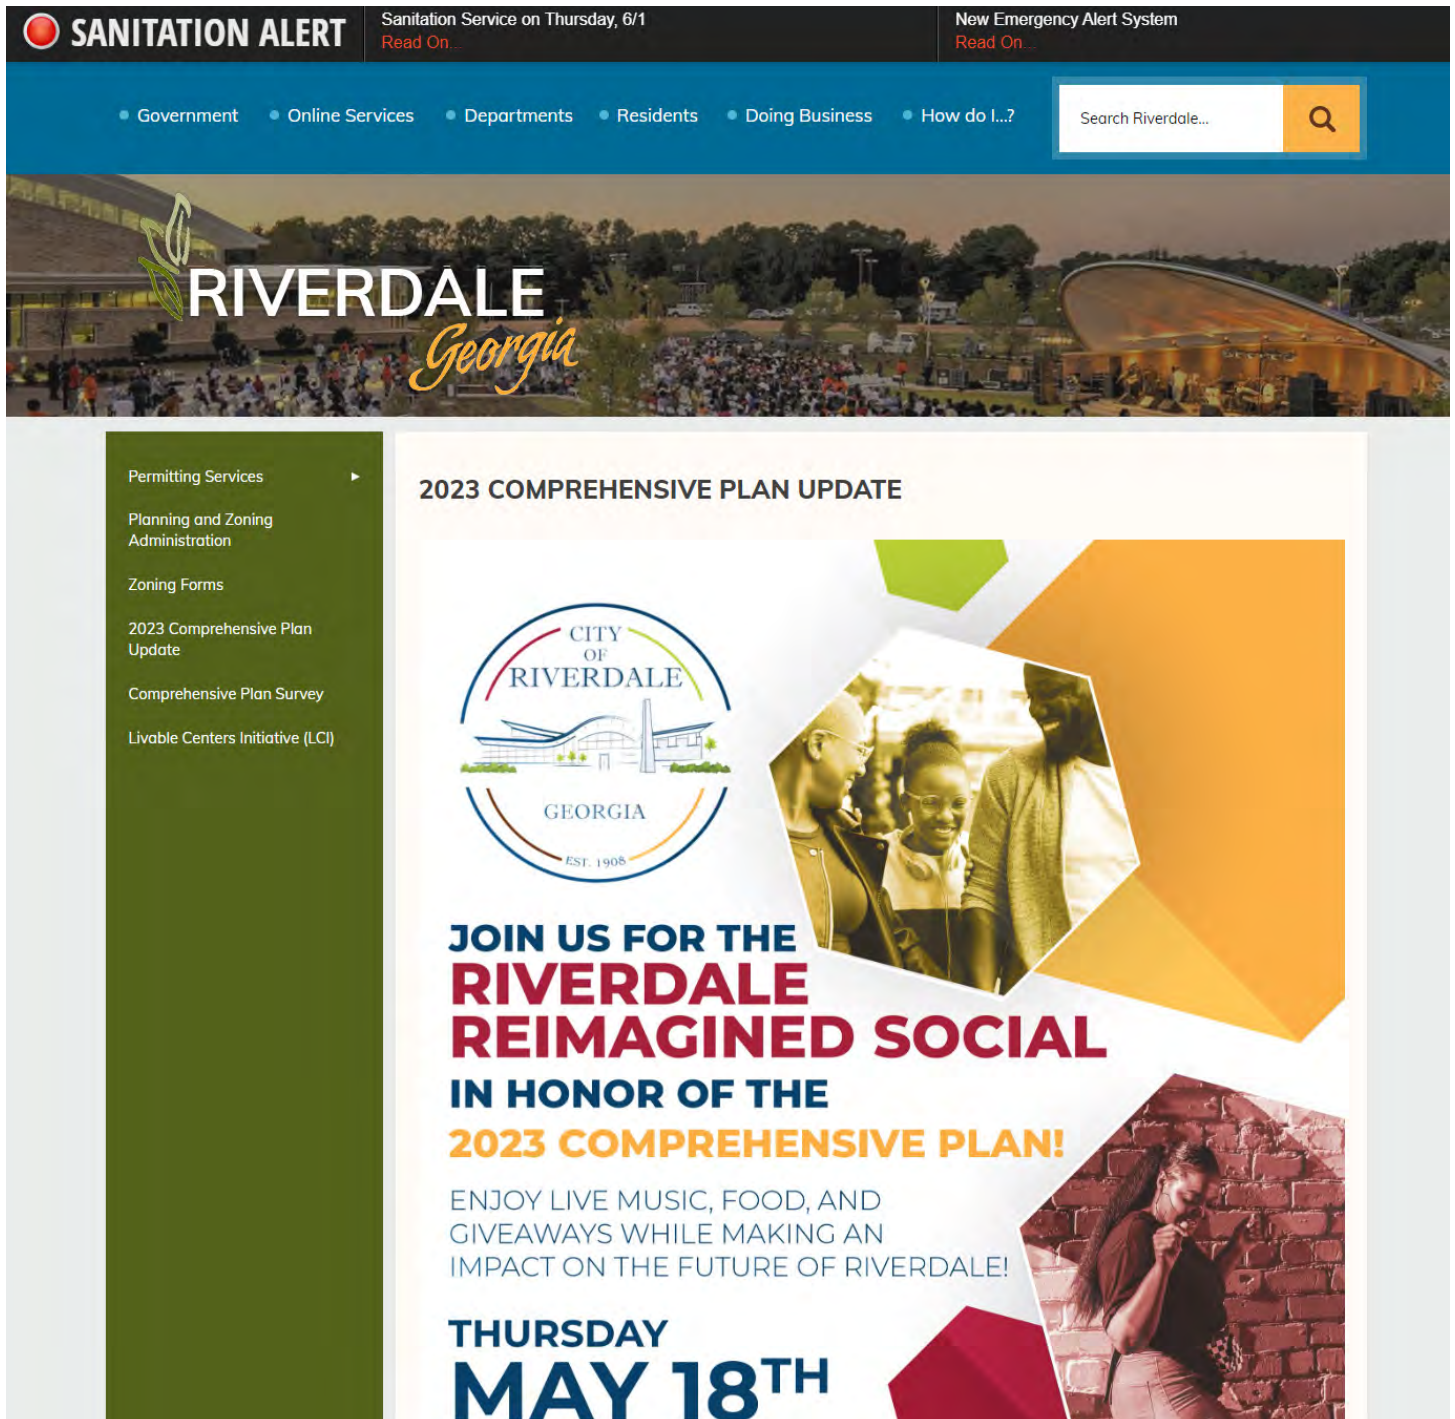 SANITATION ALERT
Sanitation Service on Thursday, 6/1
Read On...
New Emergency Alert System
Read On...
Government
Online Services
Departments
Residents
Doing Business
How do I...?
Search Riverdale...
RIVERDALE
Georgia
Permitting Services
Planning and Zoning
Administration
Zoning Forms
2023 Comprehensive Plan
Update
Comprehensive Plan Survey
Livable Centers Initiative (LCI)
2023 COMPREHENSIVE PLAN UPDATE
CITY
OF
RIVERDALE
GEORGIA
EST. 1908
JOIN US FOR THE
RIVERDALE
REIMAGINED SOCIAL
IN HONOR OF THE
2023 COMPREHENSIVE PLAN!
ENJOY LIVE MUSIC, FOOD, AND
GIVEAWAYS WHILE MAKING AN
IMPACT ON THE FUTURE OF RIVERDALE!
THURSDAY
MAY 18TH